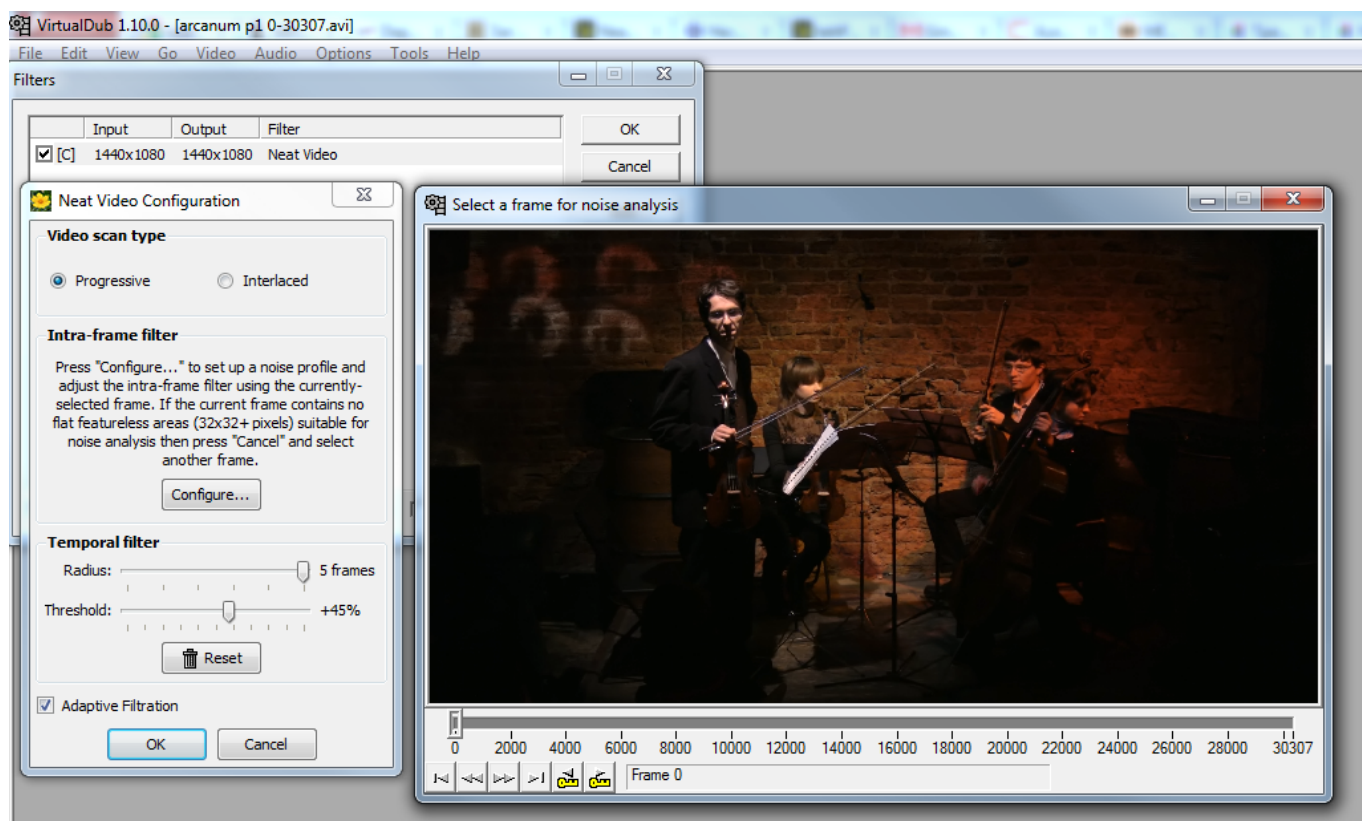 VirtualDub 1.10.0 - [arcanum p1 0-30307.avi]
File Edit View Go Video Audio Options Tools Help
Filters
Input Output Filter
[C] 1440x1080 1440x1080 Neat Video
OK
Cancel
Neat Video Configuration
Video scan type
Progressive Interlaced
Intra-frame filter
Press "Configure..." to set up a noise profile and
adjust the intra-frame filter using the currently-
selected frame. If the current frame contains no
flat featureless areas (32x32+ pixels) suitable for
noise analysis then press "Cancel" and select
another frame.
Configure...
Temporal filter
Radius: 5 frames
Threshold: +45%
Reset
Adaptive Filtration
OK Cancel
Select a frame for noise analysis
0 2000 4000 6000 8000 10000 12000 14000 16000 18000 20000 22000 24000 26000 28000 30307
Frame 0